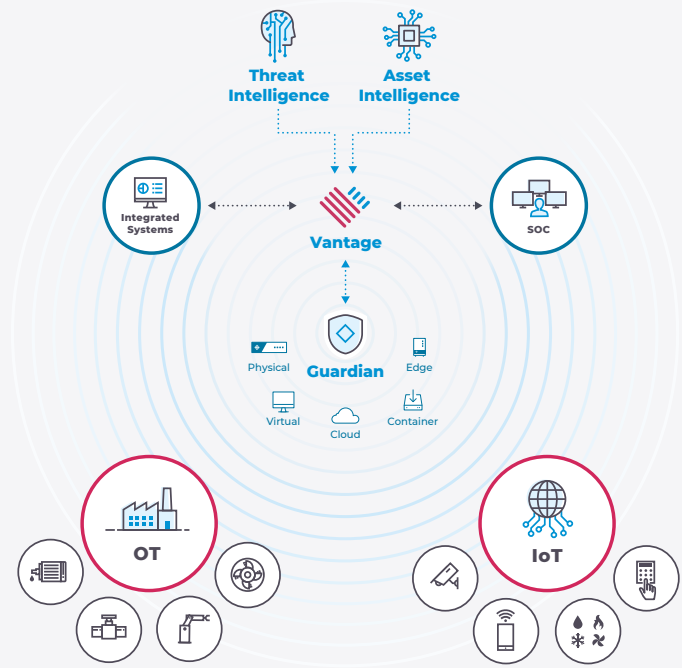 Threat
Intelligence
Asset
Intelligence
Integrated
Systems
Vantage
SOC
Physical
Guardian
Edge
Virtual
Cloud
Container
OT
IoT